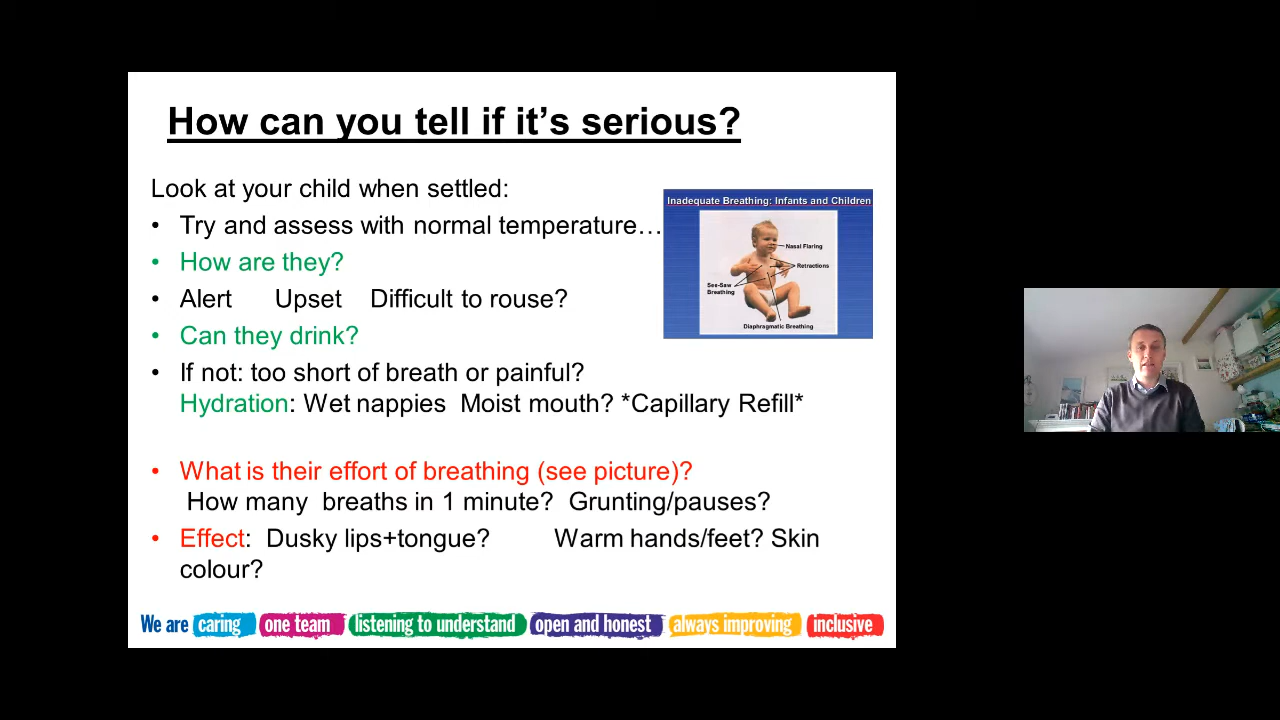 How can you tell if it's serious?
Look at your child when settled:
• Try and assess with normal temperature…
• How are they?
• Alert Upset Difficult to rouse?
• Can they drink?
• If not: too short of breath or painful?
Hydration: Wet nappies Moist mouth? *Capillary Refill*
• What is their effort of breathing (see picture)?
How many breaths in 1 minute? Grunting/pauses?
• Effect: Dusky lips+tongue? Warm hands/feet? Skin
colour?
Inadequate Breathing: Infants and Children
Nasal Flaring
Retractions
See-Saw
Breathing
Diaphragmatic Breathing
We are caring one team listening to understand open and honest always improving inclusive